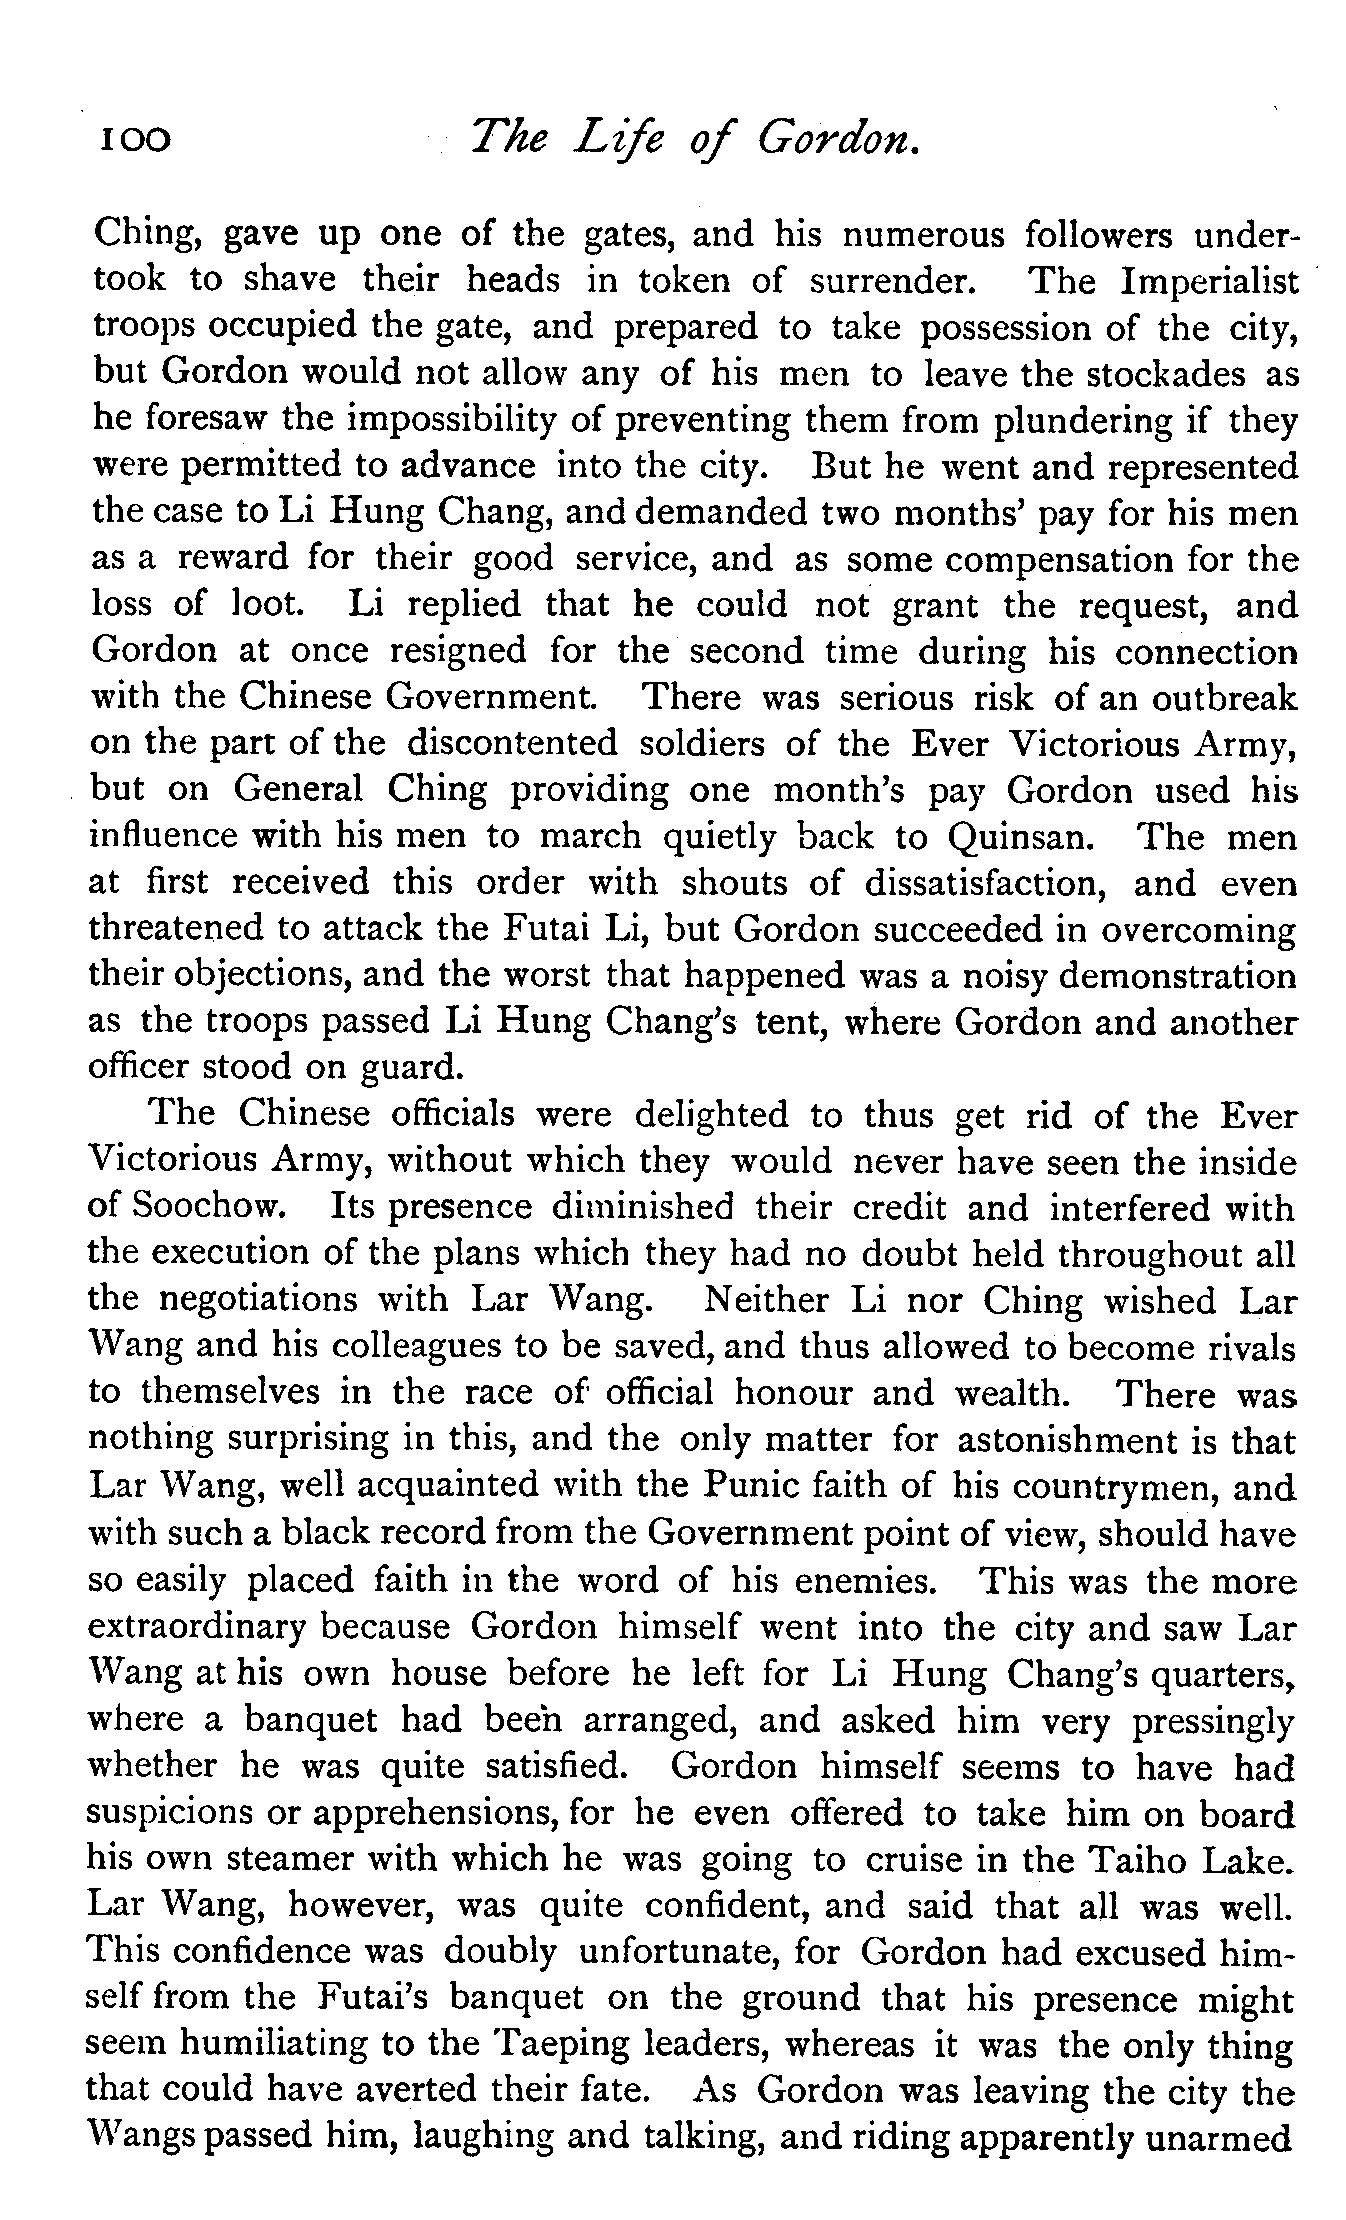 100 The Life of Gordon.
Ching, gave up one of the gates, and his numerous followers under-
took to shave their heads in token of surrender. The Imperialist
troops occupied the gate, and prepared to take possession of the city,
but Gordon would not allow any of his men to leave the stockades as
he foresaw the impossibility of preventing them from plundering if they
were permitted to advance into the city. But he went and represented
the case to Li Hung Chang, and demanded two months' pay for his men
as a reward for their good service, and as some compensation for the
loss of loot. Li replied that he could not grant the request, and
Gordon at once resigned for the second time during his connection
with the Chinese Government. There was serious risk of an outbreak
on the part of the discontented soldiers of the Ever Victorious Army,
but on General Ching providing one month's pay Gordon used his
influence with his men to march quietly back to Quinsan. The men
at first received this order with shouts of dissatisfaction, and even
threatened to attack the Futai Li, but Gordon succeeded in overcoming
their objections, and the worst that happened was a noisy demonstration
as the troops passed Li Hung Chang's tent, where Gordon and another
officer stood on guard.
The Chinese officials were delighted to thus get rid of the Ever
Victorious Army, without which they would never have seen the inside
of Soochow. Its presence diminished their credit and interfered with
the execution of the plans which they had no doubt held throughout all
the negotiations with Lar Wang. Neither Li nor Ching wished Lar
Wang and his colleagues to be saved, and thus allowed to become rivals
to themselves in the race of official honour and wealth. There was
nothing surprising in this, and the only matter for astonishment is that
Lar Wang, well acquainted with the Punic faith of his countrymen, and
with such a black record from the Government point of view, should have
so easily placed faith in the word of his enemies. This was the more
extraordinary because Gordon himself went into the city and saw Lar
Wang at his own house before he left for Li Hung Chang's quarters,
where a banquet had been arranged, and asked him very pressingly
whether he was quite satisfied. Gordon himself seems to have had
suspicions or apprehensions, for he even offered to take him on board
his own steamer with which he was going to cruise in the Taiho Lake.
Lar Wang, however, was quite confident, and said that all was well.
This confidence was doubly unfortunate, for Gordon had excused him-
self from the Futai's banquet on the ground that his presence might
seem humiliating to the Taeping leaders, whereas it was the only thing
that could have averted their fate. As Gordon was leaving the city the
Wangs passed him, laughing and talking, and riding apparently unarmed